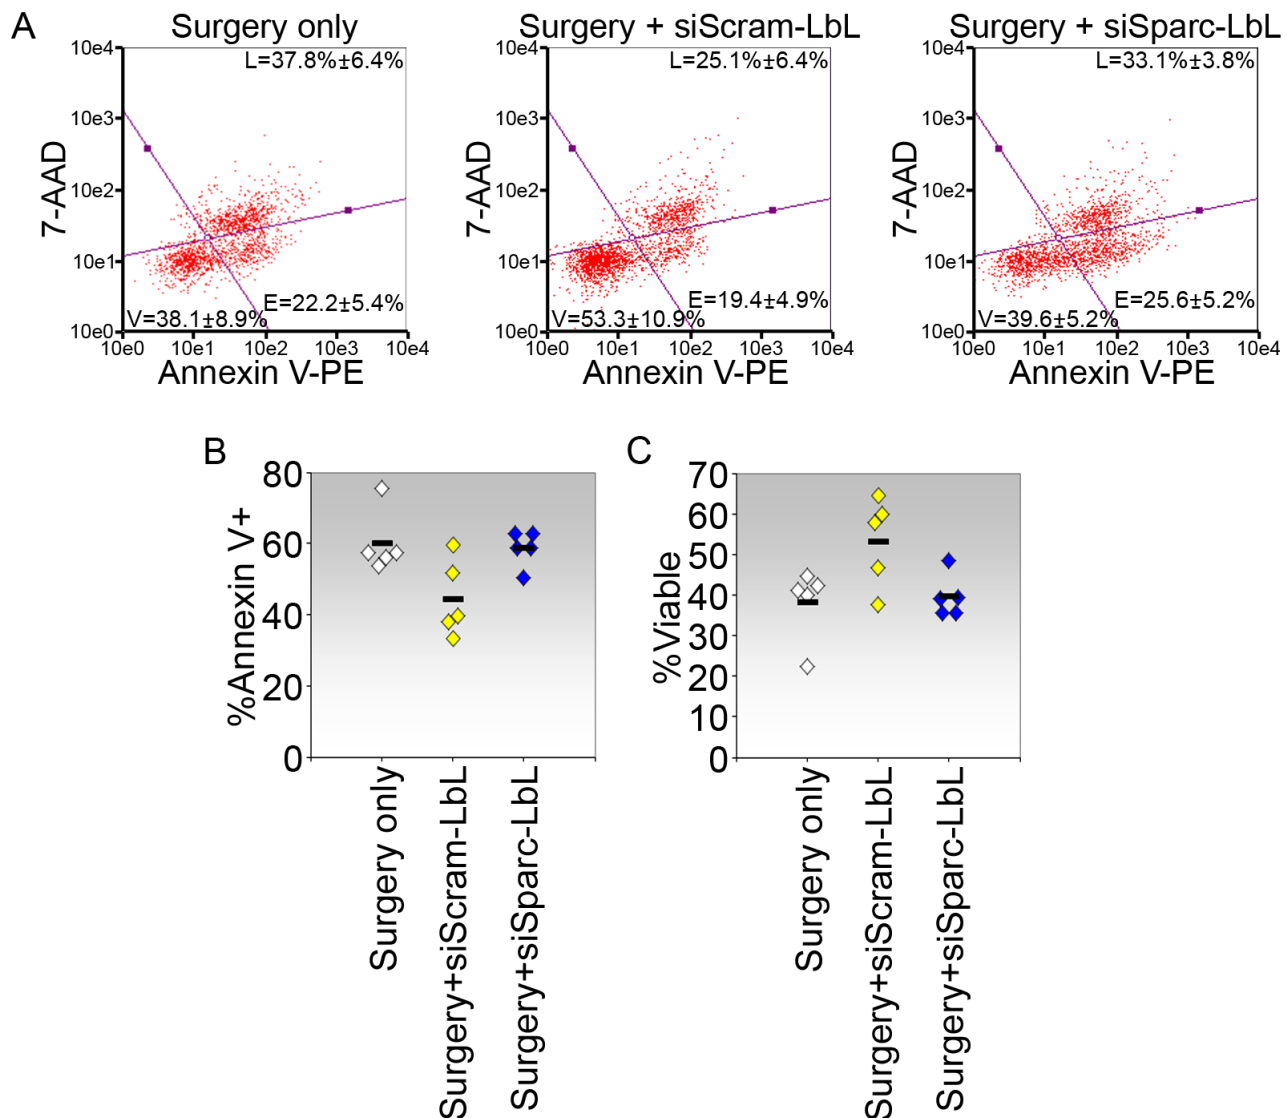 A
Surgery only
Surgery + siScram-LbL
Surgery + siSparc-LbL
10e4
L=37.8%±6.4%
10e3
7-AAD
10e2
10e1
E=22.2±5.4%
V=38.1±8.9%
10e0
10e0 10e1 10e2 10e3 10e4
Annexin V-PE
10e4
L=25.1%±6.4%
10e3
7-AAD
10e2
10e1
E=19.4±4.9%
V=53.3±10.9%
10e0
10e0 10e1 10e2 10e3 10e4
Annexin V-PE
10e4
L=33.1%±3.8%
10e3
7-AAD
10e2
10e1
E=25.6±5.2%
V=39.6±5.2%
10e0
10e0 10e1 10e2 10e3 10e4
Annexin V-PE
B
80
60
40
20
0
%Annexin V+
Surgery only
Surgery+siScram-LbL
Surgery+siSparc-LbL
C
70
60
50
40
30
20
10
0
%Viable
Surgery only
Surgery+siScram-LbL
Surgery+siSparc-LbL